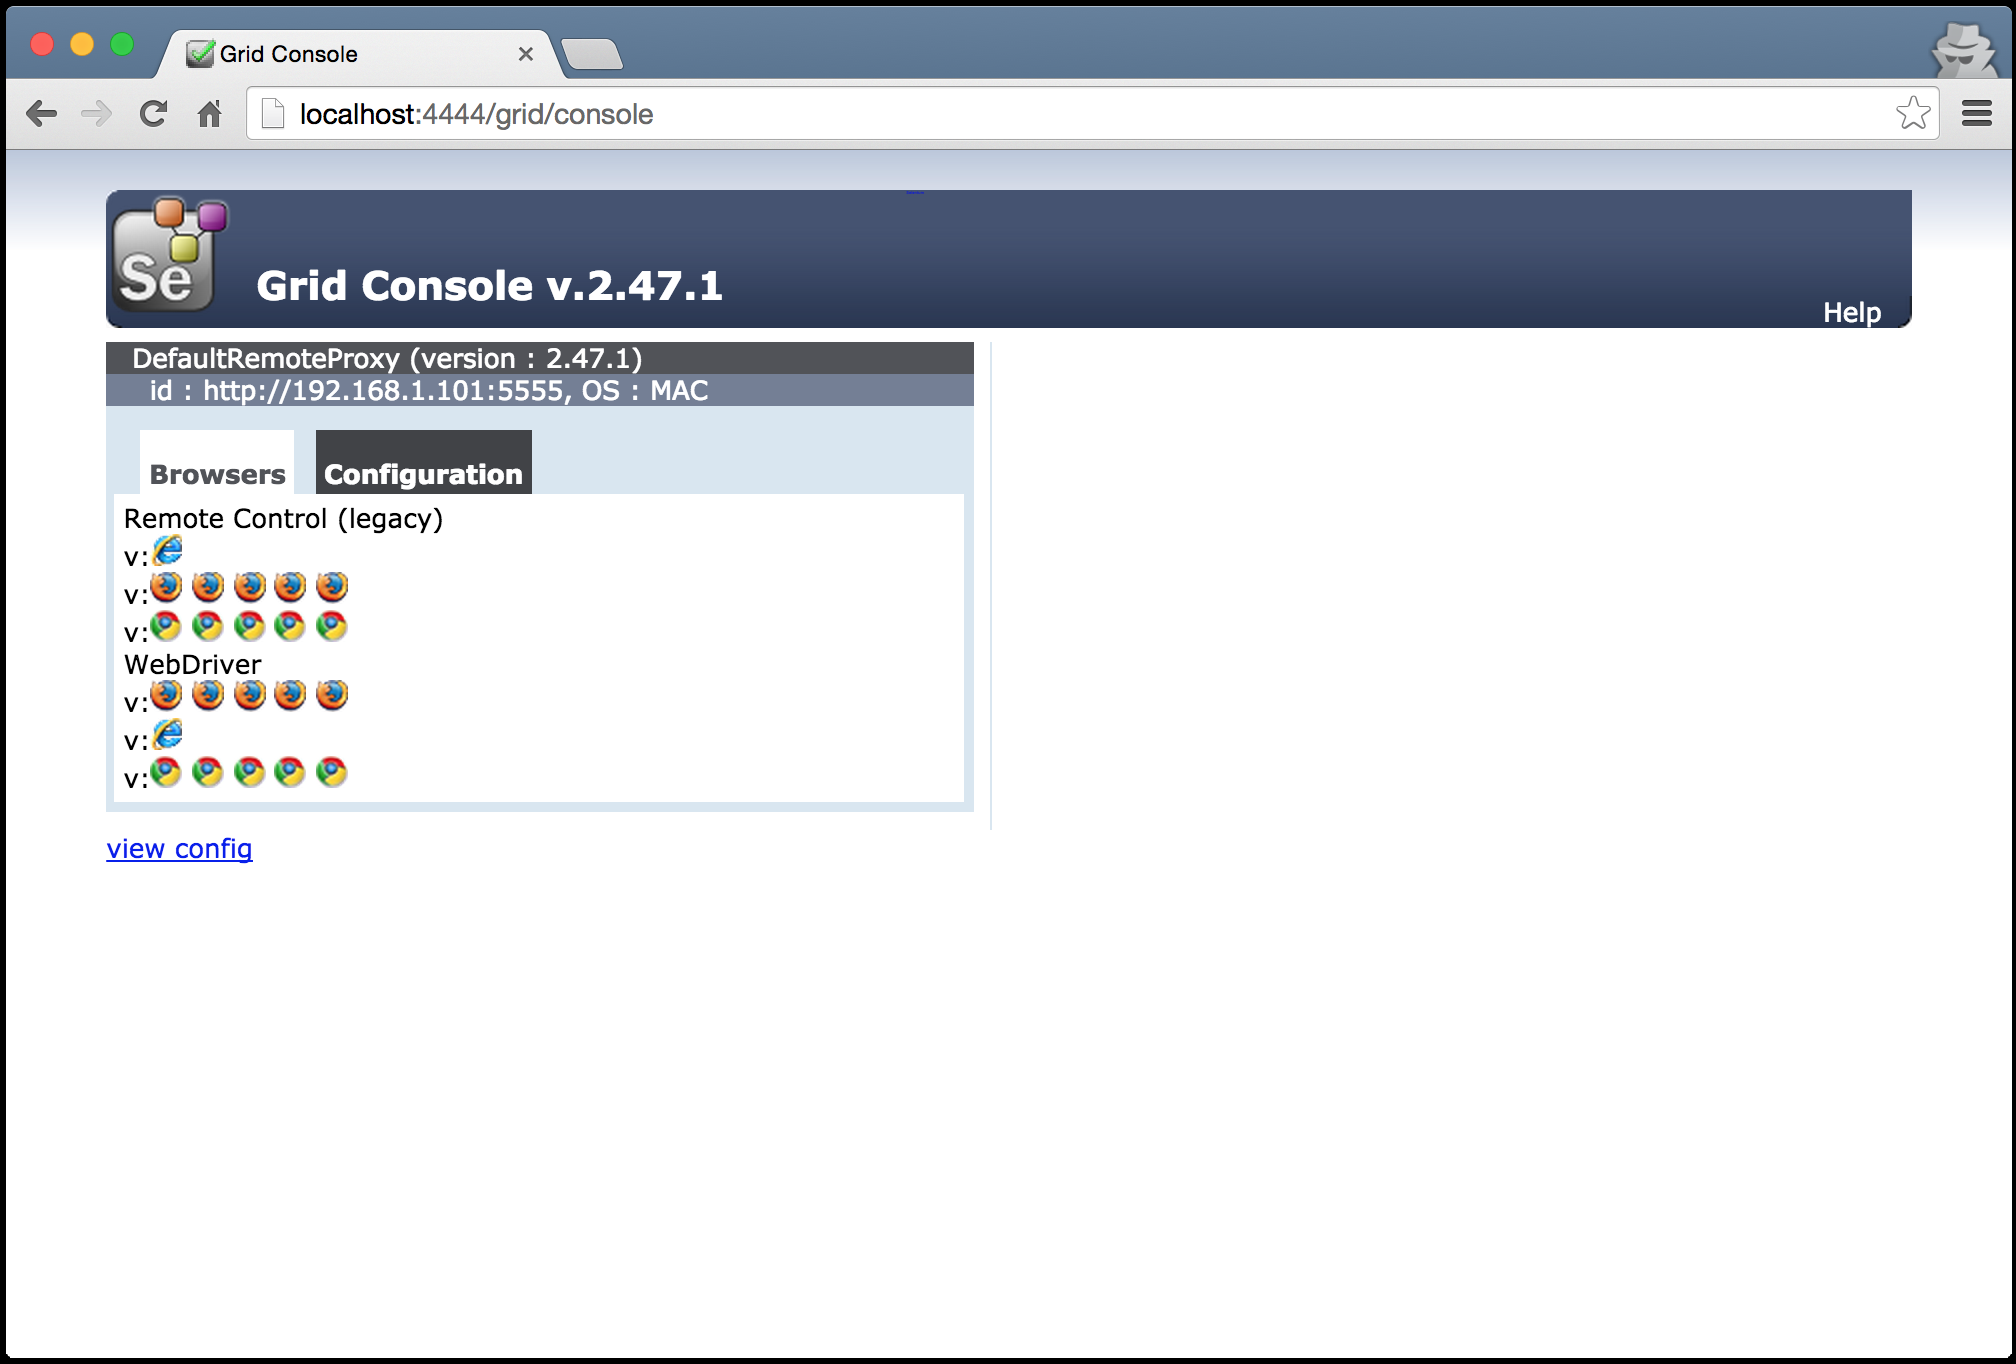 Grid Console
localhost:4444/grid/console
Se
Grid Console v.2.47.1
Help
DefaultRemoteProxy (version : 2.47.1)
id : http://192.168.1.101:5555, OS : MAC
Browsers Configuration
Remote Control (legacy)
v:
v:
v:
WebDriver
v:
v:
v:
view config